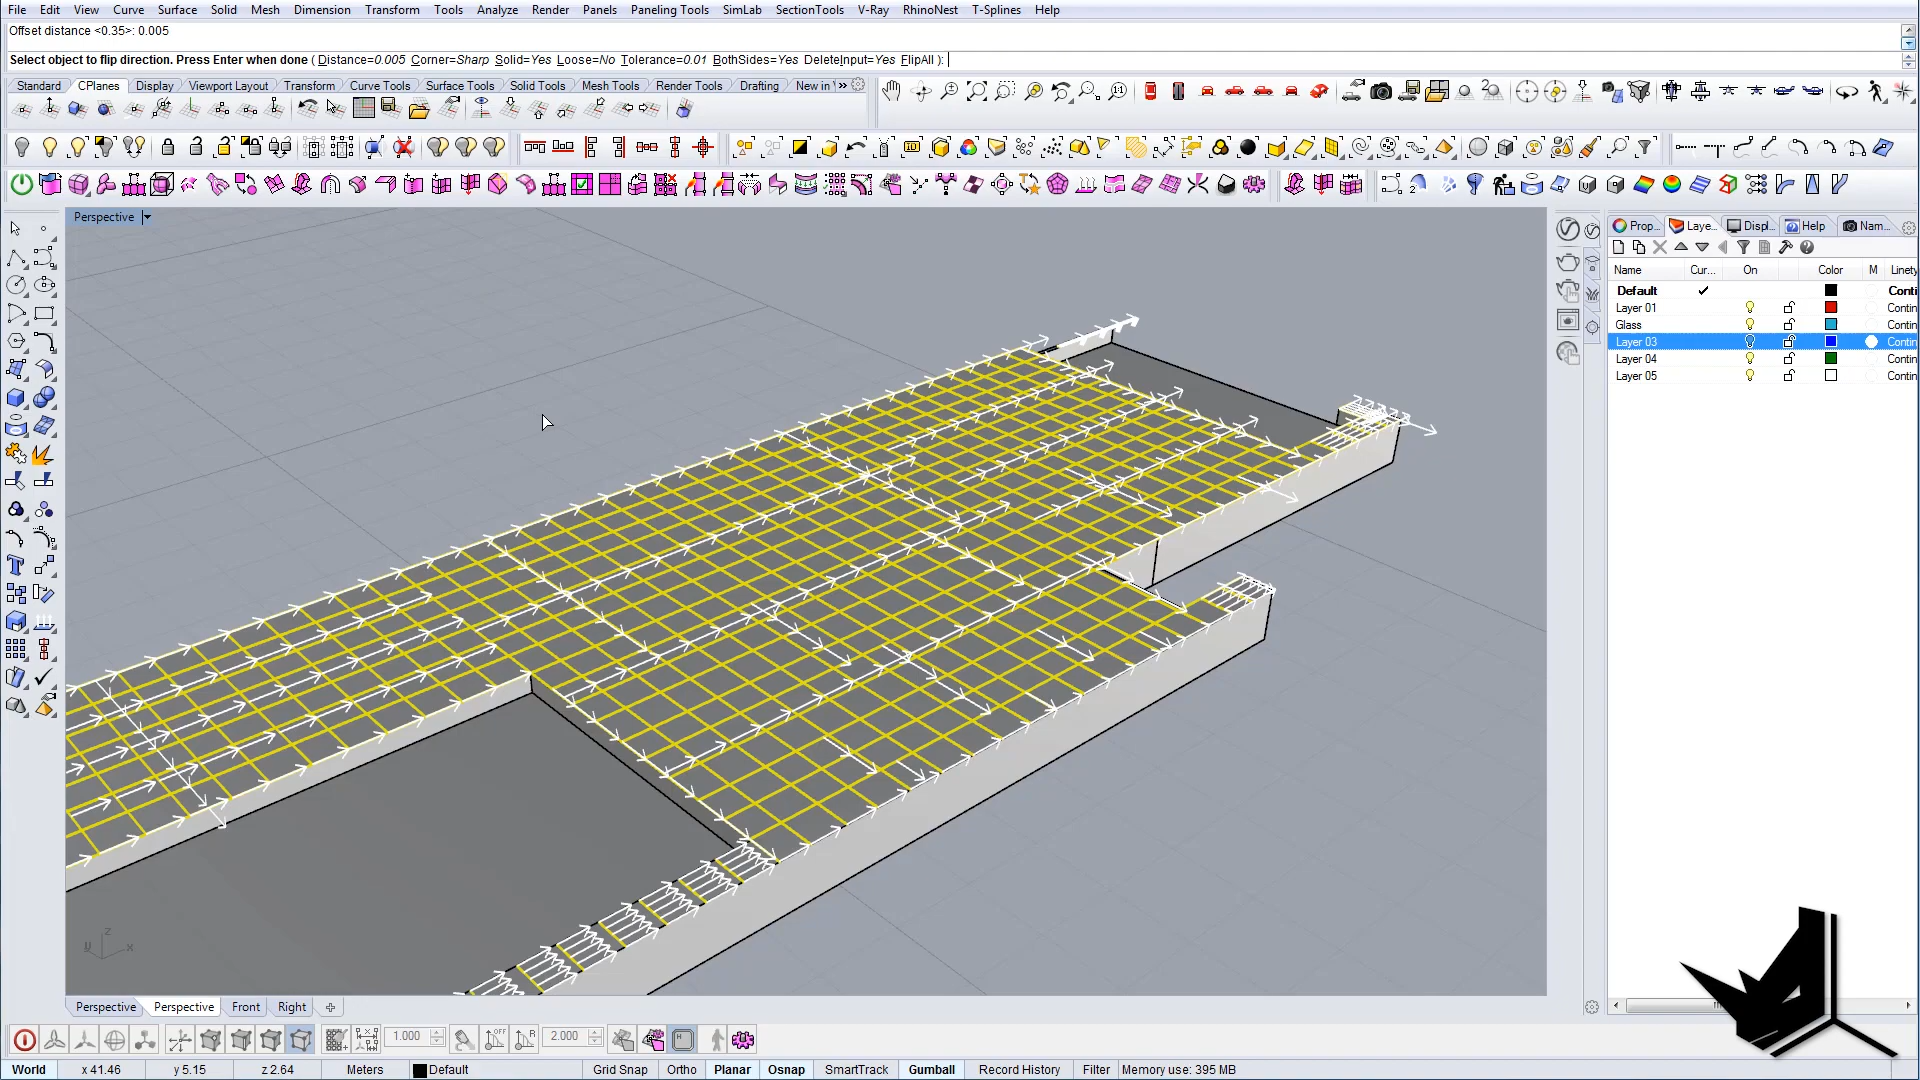 File Edit View Curve Surface Solid Mesh Dimension Transform Tools Analyze Render Panels Paneling Tools SimLab SectionTools V-Ray RhinoNest T-Splines Help
Offset distance <0.35>: 0.005
Select object to flip direction. Press Enter when done ( Distance=0.005 Corner=Sharp Solid=Yes Loose=No Tolerance=0.01 BothSides=Yes DeleteInput=Yes FlipAll ):
Standard CPlanes Display Viewport Layout Transform Curve Tools Surface Tools Solid Tools Mesh Tools Render Tools Drafting New in
Perspective
Prop... Laye... Displ... Help Nam...
Name Cur... On Color M Linety
Default Conti
Layer 01 Contin
Glass Contin
Layer 03 Contin
Layer 04 Contin
Layer 05 Contin
z
y x
Perspective Perspective Front Right
1.000 2.000
World x 41.46 y 5.15 z 2.64 Meters Default Grid Snap Ortho Planar Osnap SmartTrack Gumball Record History Filter Memory use: 395 MB